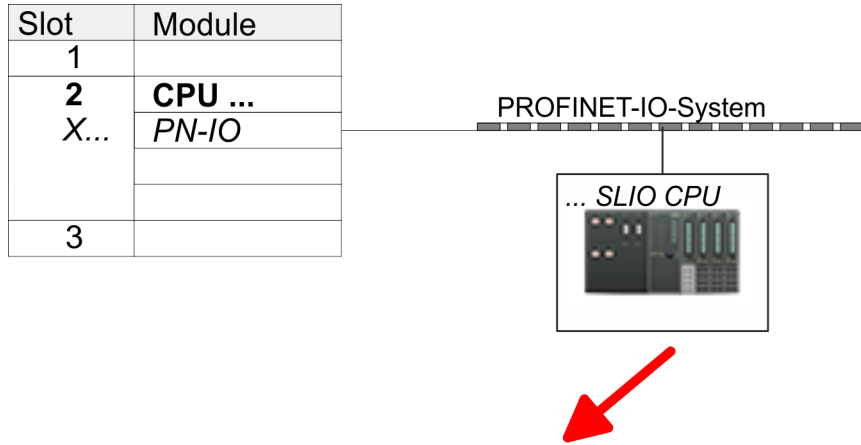 Slot Module
1
2 CPU ...
X... PN-IO
3
PROFINET-IO-System
... SLIO CPU